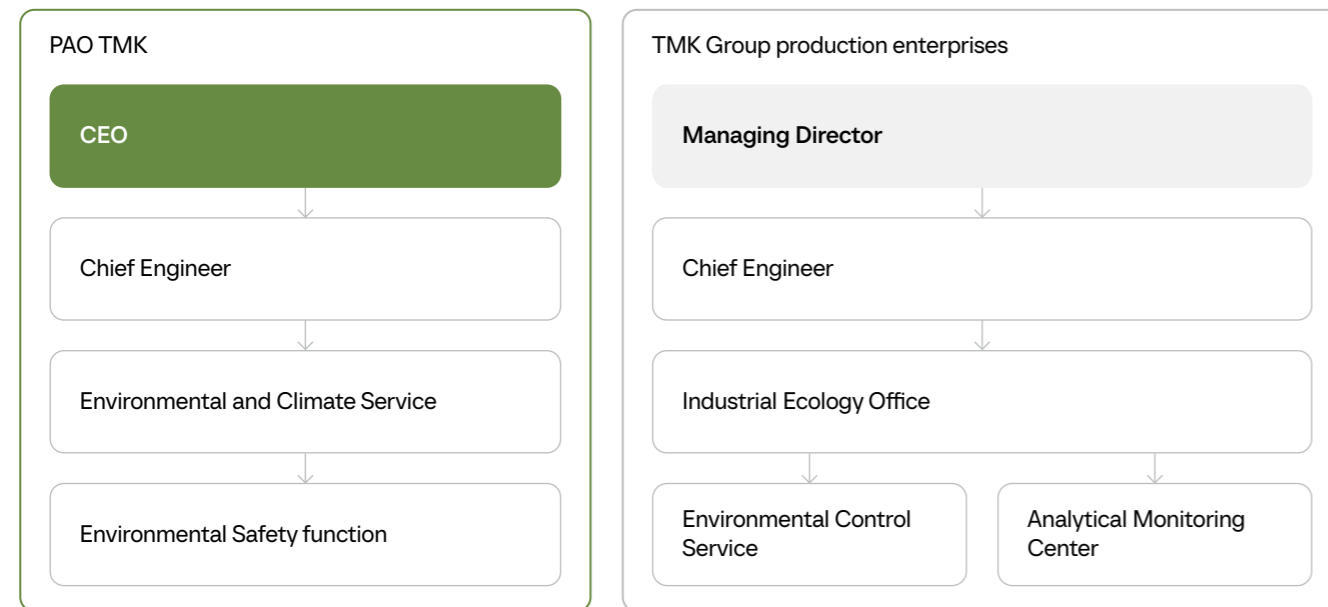 PAO TMK
CEO
Chief Engineer
Environmental and Climate Service
Environmental Safety function
TMK Group production enterprises
Managing Director
Chief Engineer
Industrial Ecology Office
Environmental Control
Service
Analytical Monitoring
Center